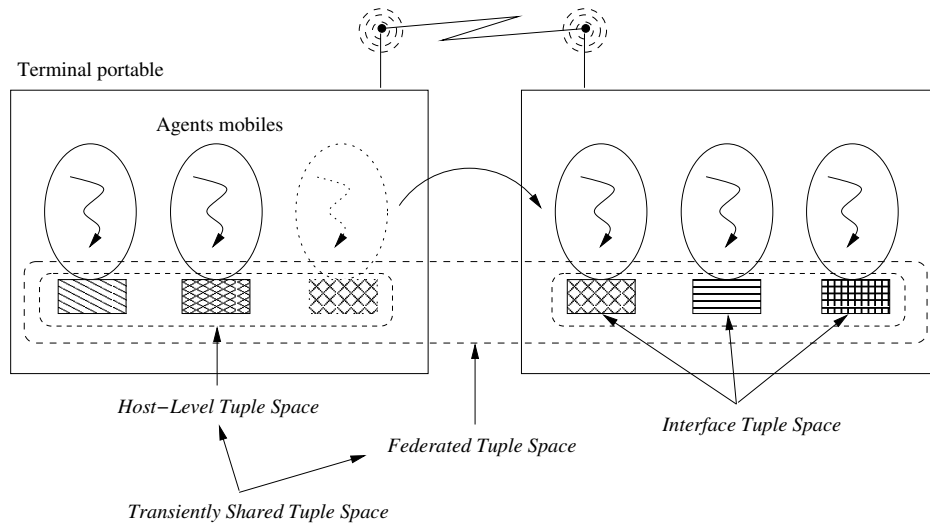 Terminal portable
Agents mobiles
Host−Level Tuple Space
Interface Tuple Space
Federated Tuple Space
Transiently Shared Tuple Space